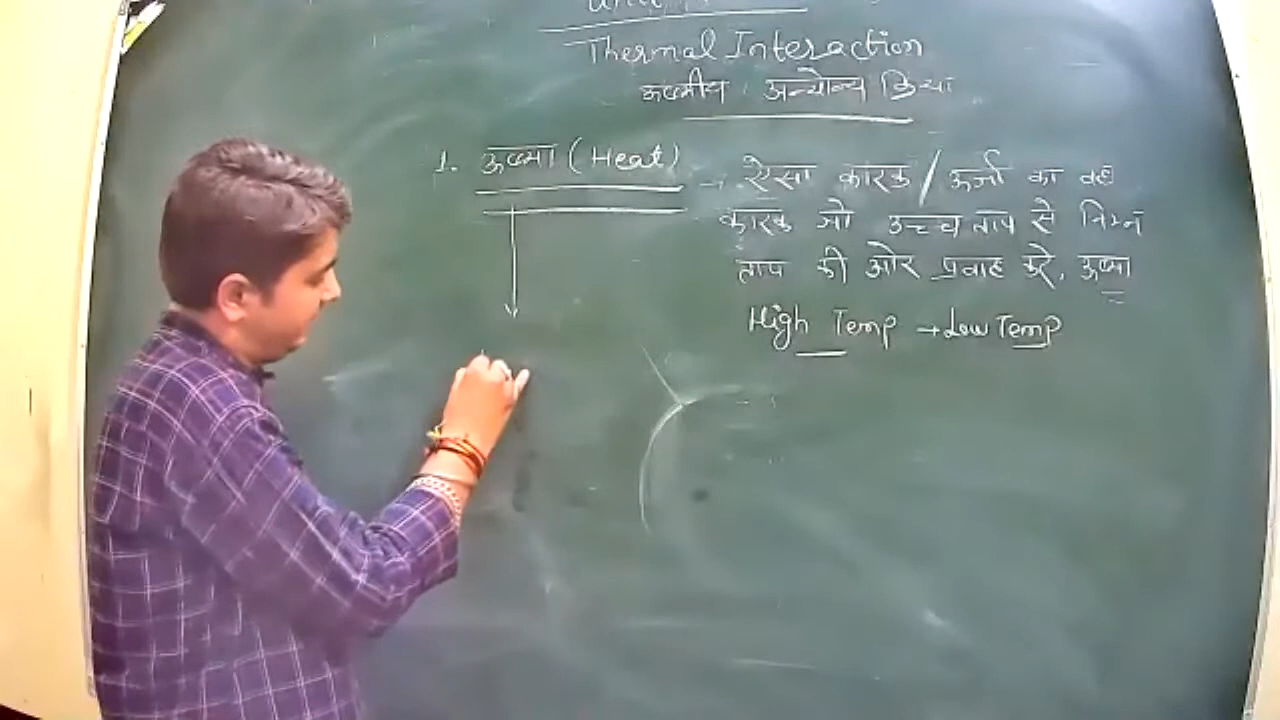 Thermal Interaction
ऊष्मीय अन्योन्य क्रिया
1. ऊष्मा (Heat) → ऐसा कारक / ऊर्जा का वह
कारक जो उच्च ताप से निम्न
ताप की ओर प्रवाह करे, ऊष्मा
High Temp → Low Temp